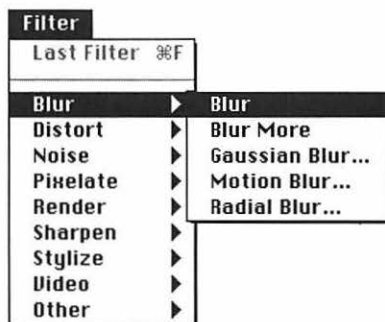 Filter
Last Filter ⌘F
Blur
Distort
Noise
Pixelate
Render
Sharpen
Stylize
Video
Other
Blur
Blur More
Gaussian Blur...
Motion Blur...
Radial Blur...